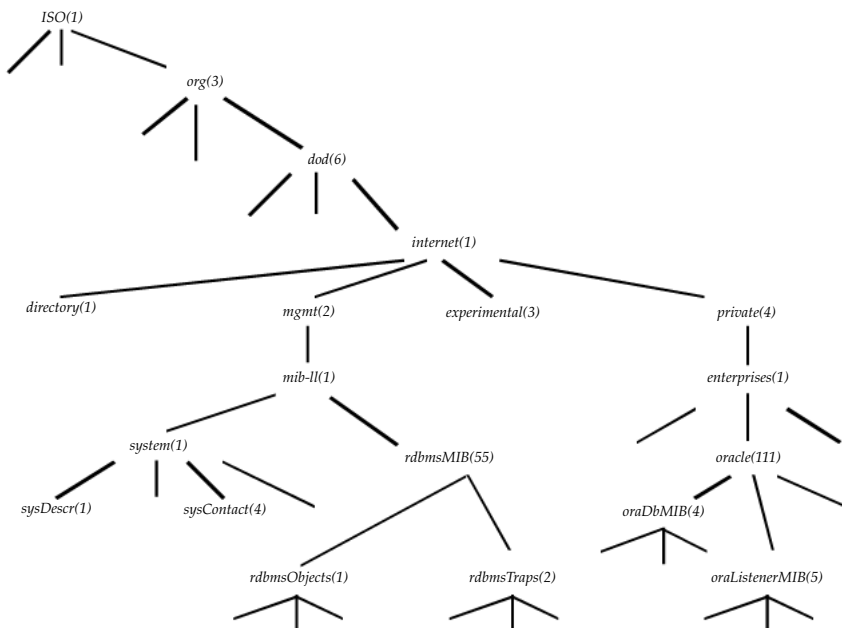 ISO(1)
org(3)
dod(6)
internet(1)
directory(1)
mgmt(2)
experimental(3)
private(4)
mib-ll(1)
enterprises(1)
system(1)
rdbmsMIB(55)
oracle(111)
sysDescr(1)
sysContact(4)
oraDbMIB(4)
rdbmsObjects(1)
rdbmsTraps(2)
oraListenerMIB(5)